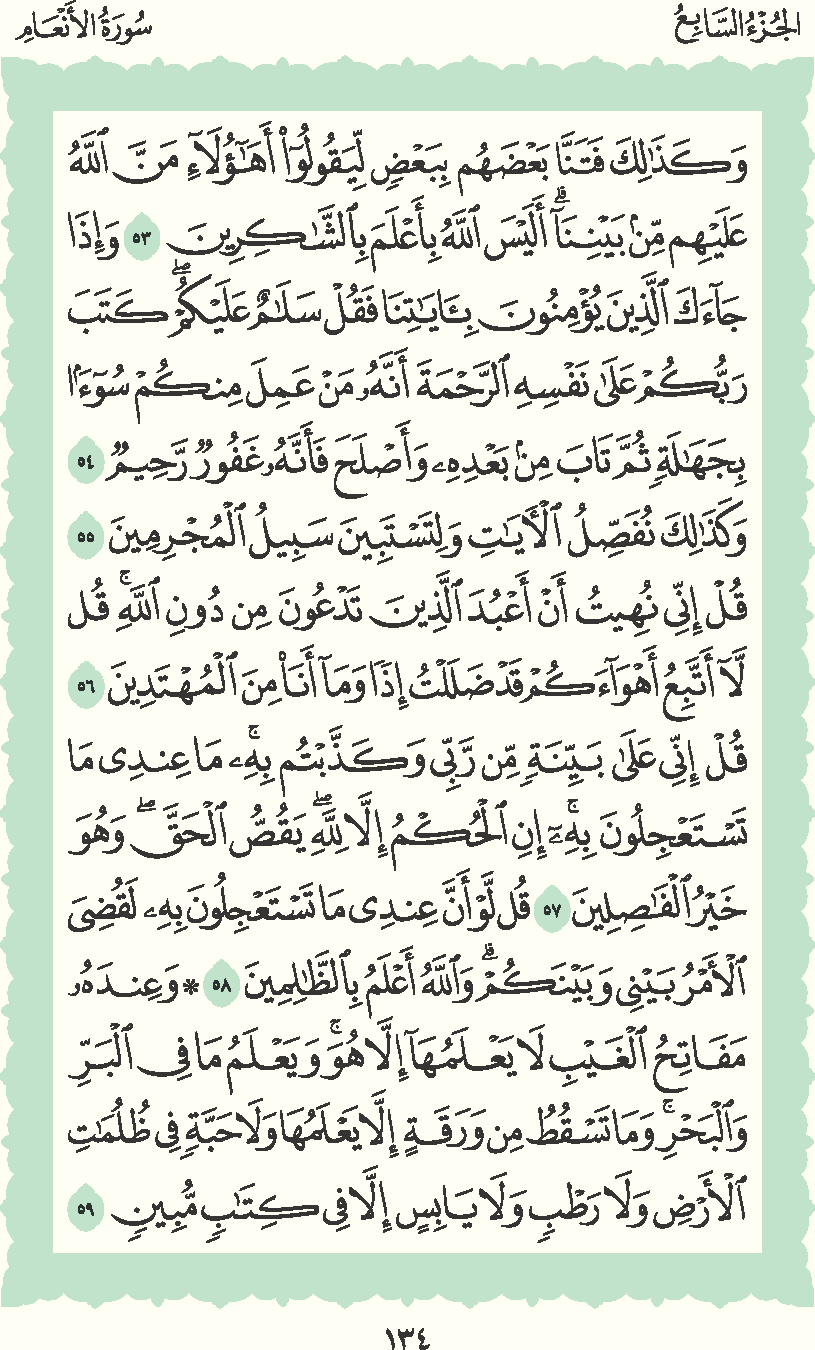 الجُزْءُ السَّابِعُ
سُورَةُ الأَنْعَامِ
وَكَذَٰلِكَ فَتَنَّا بَعْضَهُم بِبَعْضٍ لِّيَقُولُوٓا۟ أَهَٰٓؤُلَآءِ مَنَّ ٱللَّهُ
عَلَيْهِم مِّنۢ بَيْنِنَآ ۗ أَلَيْسَ ٱللَّهُ بِأَعْلَمَ بِٱلشَّٰكِرِينَ ٥٣ وَإِذَا
جَآءَكَ ٱلَّذِينَ يُؤْمِنُونَ بِـَٔايَٰتِنَا فَقُلْ سَلَٰمٌ عَلَيْكُمْ ۖ كَتَبَ
رَبُّكُمْ عَلَىٰ نَفْسِهِ ٱلرَّحْمَةَ أَنَّهُۥ مَنْ عَمِلَ مِنكُمْ سُوٓءًۢا
بِجَهَٰلَةٍ ثُمَّ تَابَ مِنۢ بَعْدِهِۦ وَأَصْلَحَ فَأَنَّهُۥ غَفُورٌ رَّحِيمٌ ٥٤
وَكَذَٰلِكَ نُفَصِّلُ ٱلْـَٔايَٰتِ وَلِتَسْتَبِينَ سَبِيلُ ٱلْمُجْرِمِينَ ٥٥
قُلْ إِنِّى نُهِيتُ أَنْ أَعْبُدَ ٱلَّذِينَ تَدْعُونَ مِن دُونِ ٱللَّهِ ۚ قُل
لَّآ أَتَّبِعُ أَهْوَآءَكُمْ قَدْ ضَلَلْتُ إِذًا وَمَآ أَنَا۠ مِنَ ٱلْمُهْتَدِينَ ٥٦
قُلْ إِنِّى عَلَىٰ بَيِّنَةٍ مِّن رَّبِّى وَكَذَّبْتُم بِهِۦ ۚ مَا عِندِى مَا
تَسْتَعْجِلُونَ بِهِۦٓ ۚ إِنِ ٱلْحُكْمُ إِلَّا لِلَّهِ ۖ يَقُصُّ ٱلْحَقَّ ۖ وَهُوَ
خَيْرُ ٱلْفَٰصِلِينَ ٥٧ قُل لَّوْ أَنَّ عِندِى مَا تَسْتَعْجِلُونَ بِهِۦ لَقُضِىَ
ٱلْأَمْرُ بَيْنِى وَبَيْنَكُمْ ۗ وَٱللَّهُ أَعْلَمُ بِٱلظَّٰلِمِينَ ٥٨ * وَعِندَهُۥ
مَفَاتِحُ ٱلْغَيْبِ لَا يَعْلَمُهَآ إِلَّا هُوَ ۚ وَيَعْلَمُ مَا فِى ٱلْبَرِّ
وَٱلْبَحْرِ ۚ وَمَا تَسْقُطُ مِن وَرَقَةٍ إِلَّا يَعْلَمُهَا وَلَا حَبَّةٍ فِى ظُلُمَٰتِ
ٱلْأَرْضِ وَلَا رَطْبٍ وَلَا يَابِسٍ إِلَّا فِى كِتَٰبٍ مُّبِينٍ ٥٩
١٣٤